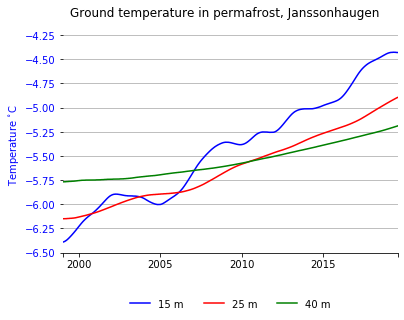 Ground temperature in permafrost, Janssonhaugen
−4.25
−4.50
−4.75
−5.00
−5.25
−5.50
−5.75
−6.00
−6.25
−6.50
Temperature °C
2000 2005 2010 2015
15 m 25 m 40 m